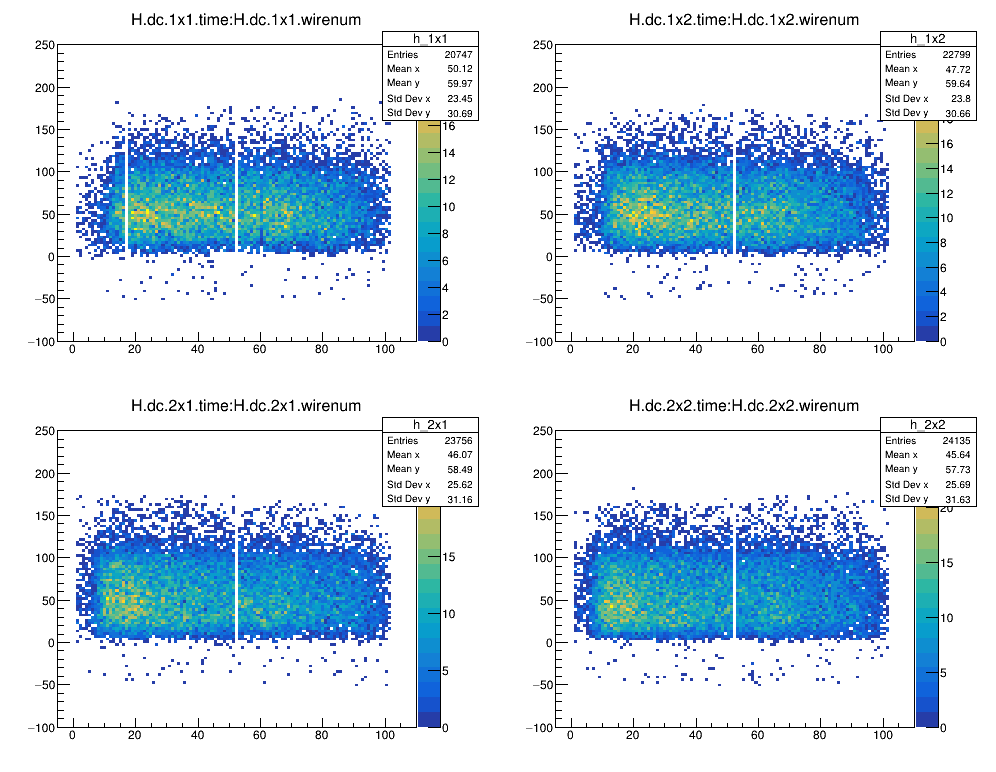 H.dc.1x1.time:H.dc.1x1.wirenum
h_1x1
Entries 20747
Mean x 50.12
Mean y 59.97
Std Dev x 23.45
Std Dev y 30.69
250
200
150
100
50
0
−50
−100
0 20 40 60 80 100
16
14
12
10
8
6
4
2
0
H.dc.1x2.time:H.dc.1x2.wirenum
h_1x2
Entries 22799
Mean x 47.72
Mean y 59.64
Std Dev x 23.8
Std Dev y 30.66
250
200
150
100
50
0
−50
−100
0 20 40 60 80 100
16
14
12
10
8
6
4
2
0
H.dc.2x1.time:H.dc.2x1.wirenum
h_2x1
Entries 23756
Mean x 46.07
Mean y 58.49
Std Dev x 25.62
Std Dev y 31.16
250
200
150
100
50
0
−50
−100
0 20 40 60 80 100
15
10
5
0
H.dc.2x2.time:H.dc.2x2.wirenum
h_2x2
Entries 24135
Mean x 45.64
Mean y 57.73
Std Dev x 25.69
Std Dev y 31.63
250
200
150
100
50
0
−50
−100
0 20 40 60 80 100
20
15
10
5
0